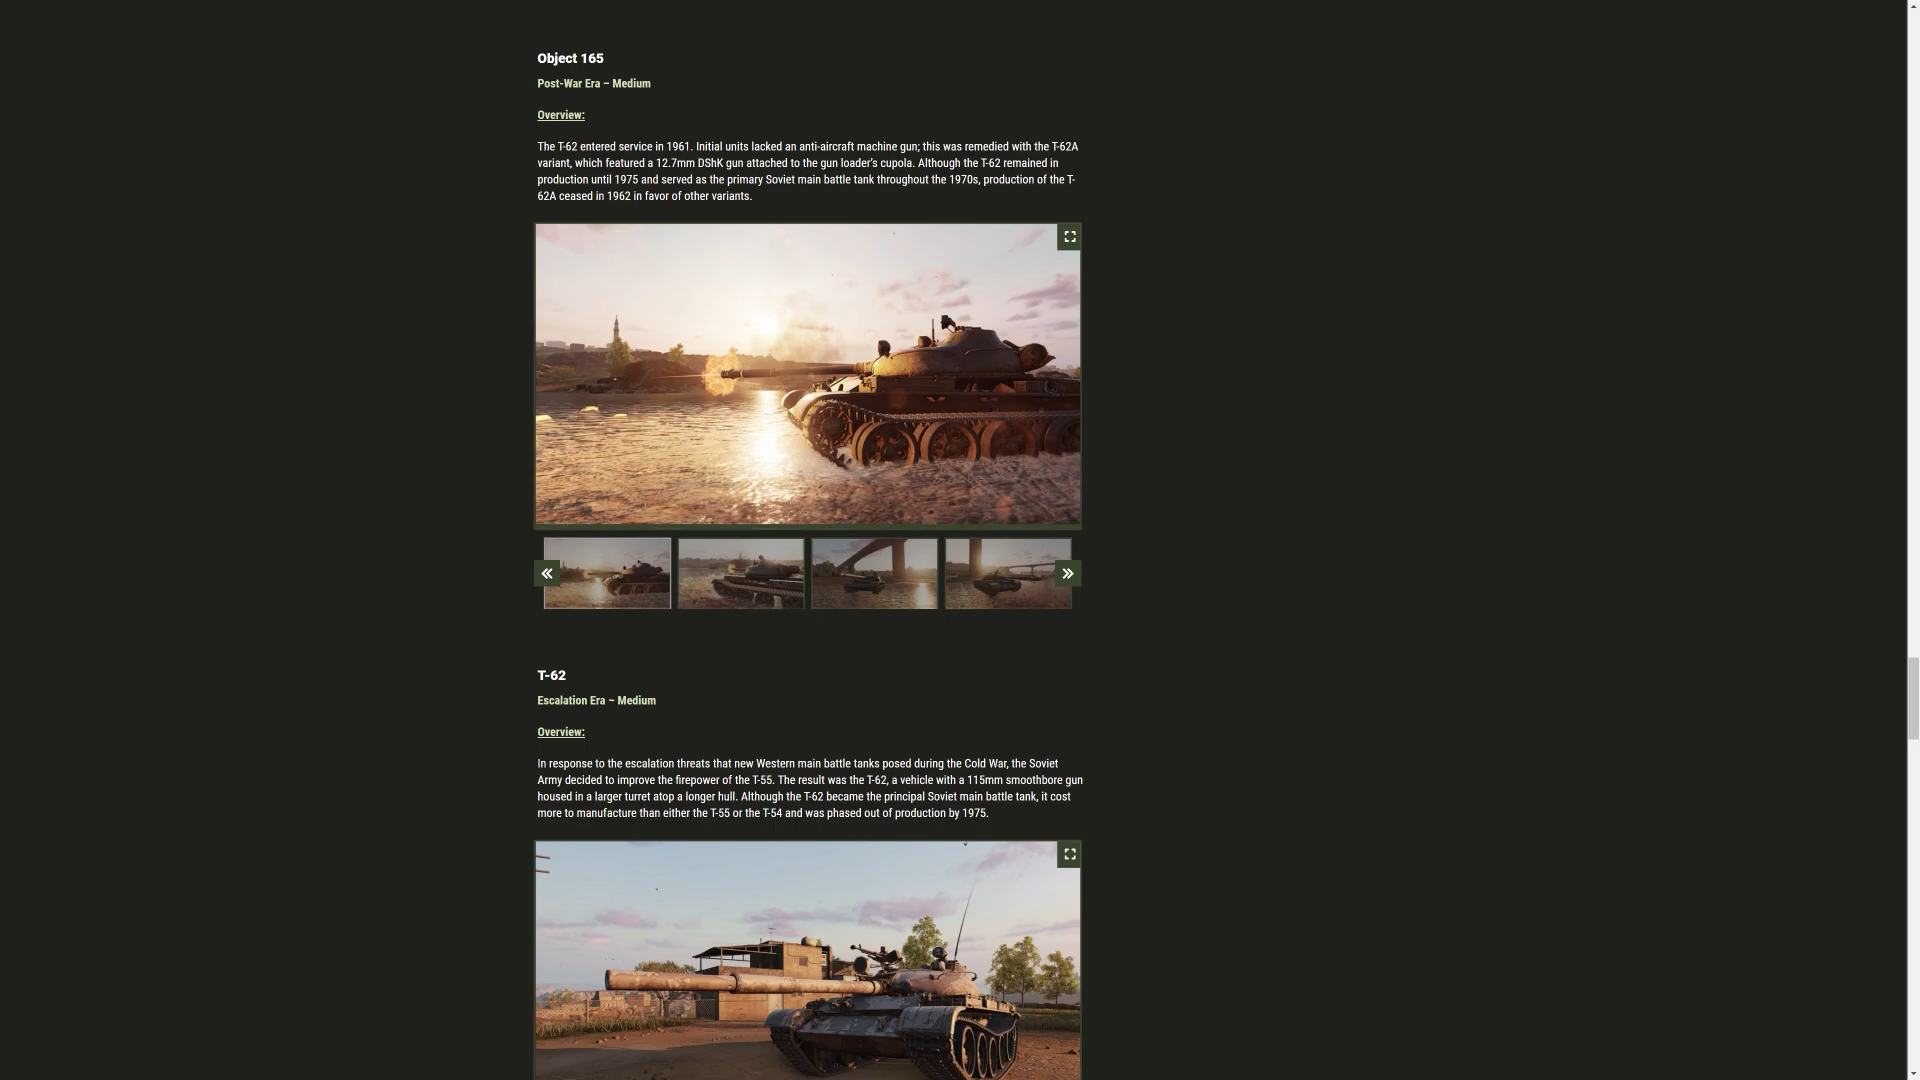 Object 165
Post-War Era – Medium
Overview:
The T-62 entered service in 1961. Initial units lacked an anti-aircraft machine gun; this was remedied with the T-62A
variant, which featured a 12.7mm DShK gun attached to the gun loader’s cupola. Although the T-62 remained in
production until 1975 and served as the primary Soviet main battle tank throughout the 1970s, production of the T-
62A ceased in 1962 in favor of other variants.
T-62
Escalation Era – Medium
Overview:
In response to the escalation threats that new Western main battle tanks posed during the Cold War, the Soviet
Army decided to improve the firepower of the T-55. The result was the T-62, a vehicle with a 115mm smoothbore gun
housed in a larger turret atop a longer hull. Although the T-62 became the principal Soviet main battle tank, it cost
more to manufacture than either the T-55 or the T-54 and was phased out of production by 1975.